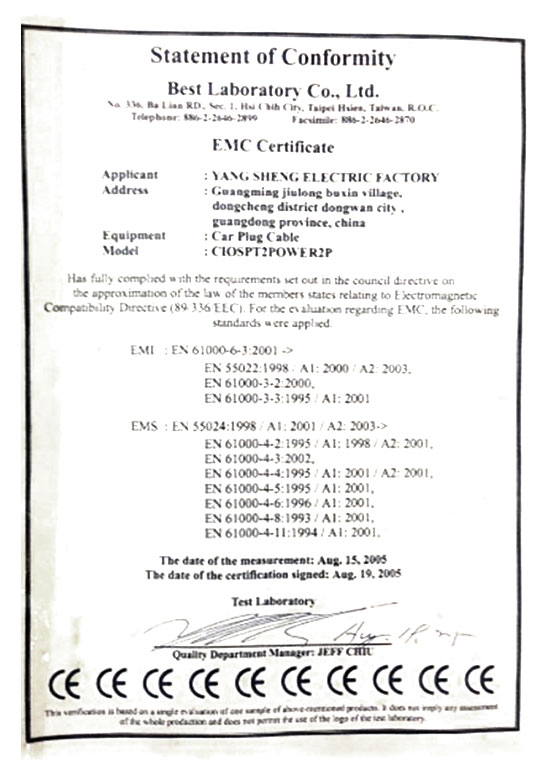 Statement of Conformity
Best Laboratory Co., Ltd.
No. 336, Ba Lian RD., Sec. 1, Hsi Chih City, Taipei Hsien, Taiwan, R.O.C.
Telephone: 886-2-2646-2899 Facsimile: 886-2-2646-2870
EMC Certificate
Applicant : YANG SHENG ELECTRIC FACTORY
Address : Guangming jiulong buxin village,
dongcheng district dongwan city ,
guangdong province, china
Equipment : Car Plug Cable
Model : CIOSPT2POWER2P
Has fully complied with the requirements set out in the council directive on
the approximation of the law of the members states relating to Electromagnetic
Compatibility Directive (89/336/EEC). For the evaluation regarding EMC, the following
standards were applied.
EMI : EN 61000-6-3:2001 ->
EN 55022:1998 / A1: 2000 / A2: 2003,
EN 61000-3-2:2000,
EN 61000-3-3:1995 / A1: 2001
EMS : EN 55024:1998 / A1: 2001 / A2: 2003->
EN 61000-4-2:1995 / A1: 1998 / A2: 2001,
EN 61000-4-3:2002,
EN 61000-4-4:1995 / A1: 2001 / A2: 2001,
EN 61000-4-5:1995 / A1: 2001,
EN 61000-4-6:1996 / A1: 2001,
EN 61000-4-8:1993 / A1: 2001,
EN 61000-4-11:1994 / A1: 2001,
The date of the measurement: Aug. 15, 2005
The date of the certification signed: Aug. 19, 2005
Test Laboratory
Quality Department Manager: JEFF CHIU
CE CE CE CE CE CE CE CE CE CE
This verification is based on a single evaluation of one sample of above-mentioned products. It does not imply any assessment
of the whole production and does not permit the use of the logo of the test laboratory.